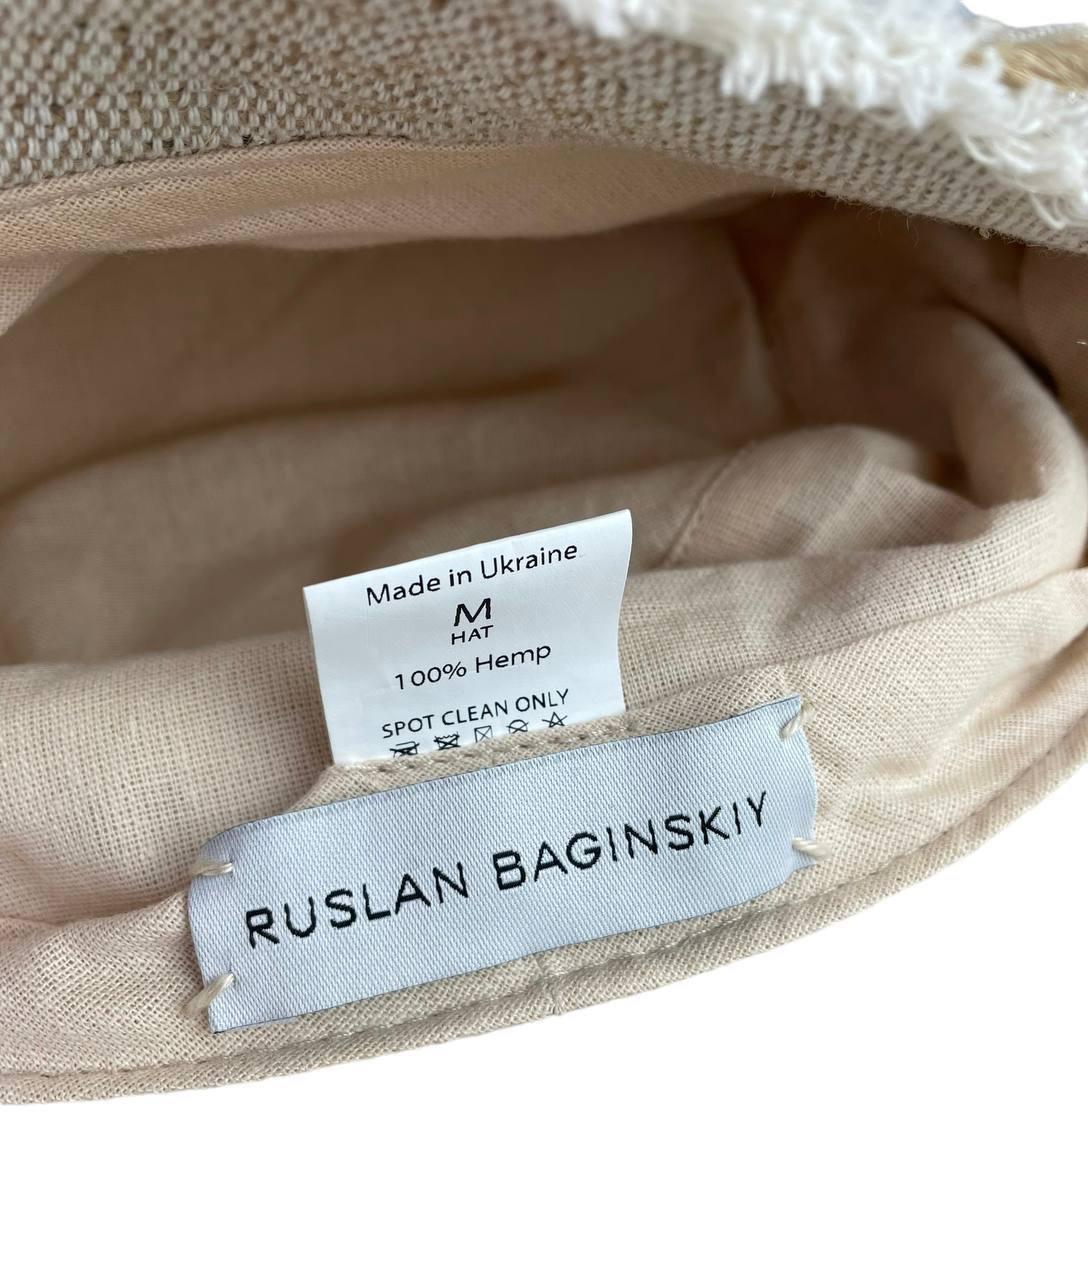 Made in Ukraine
M
HAT
100% Hemp
SPOT CLEAN ONLY
RUSLAN BAGINSKIY